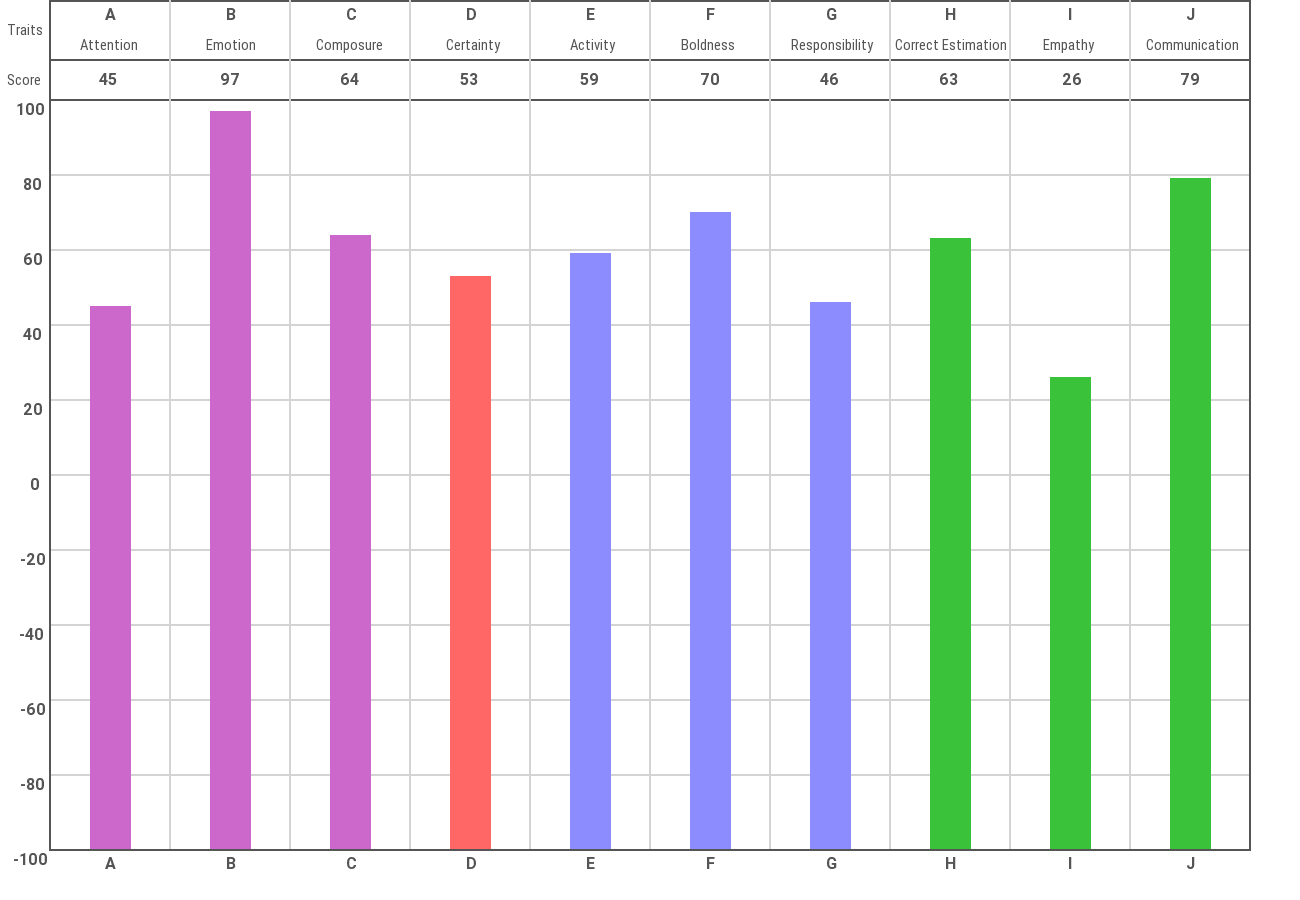 Traits A B C D E F G H I J
Attention Emotion Composure Certainty Activity Boldness Responsibility Correct Estimation Empathy Communication
Score 45 97 64 53 59 70 46 63 26 79
100
80
60
40
20
0
-20
-40
-60
-80
-100
A B C D E F G H I J